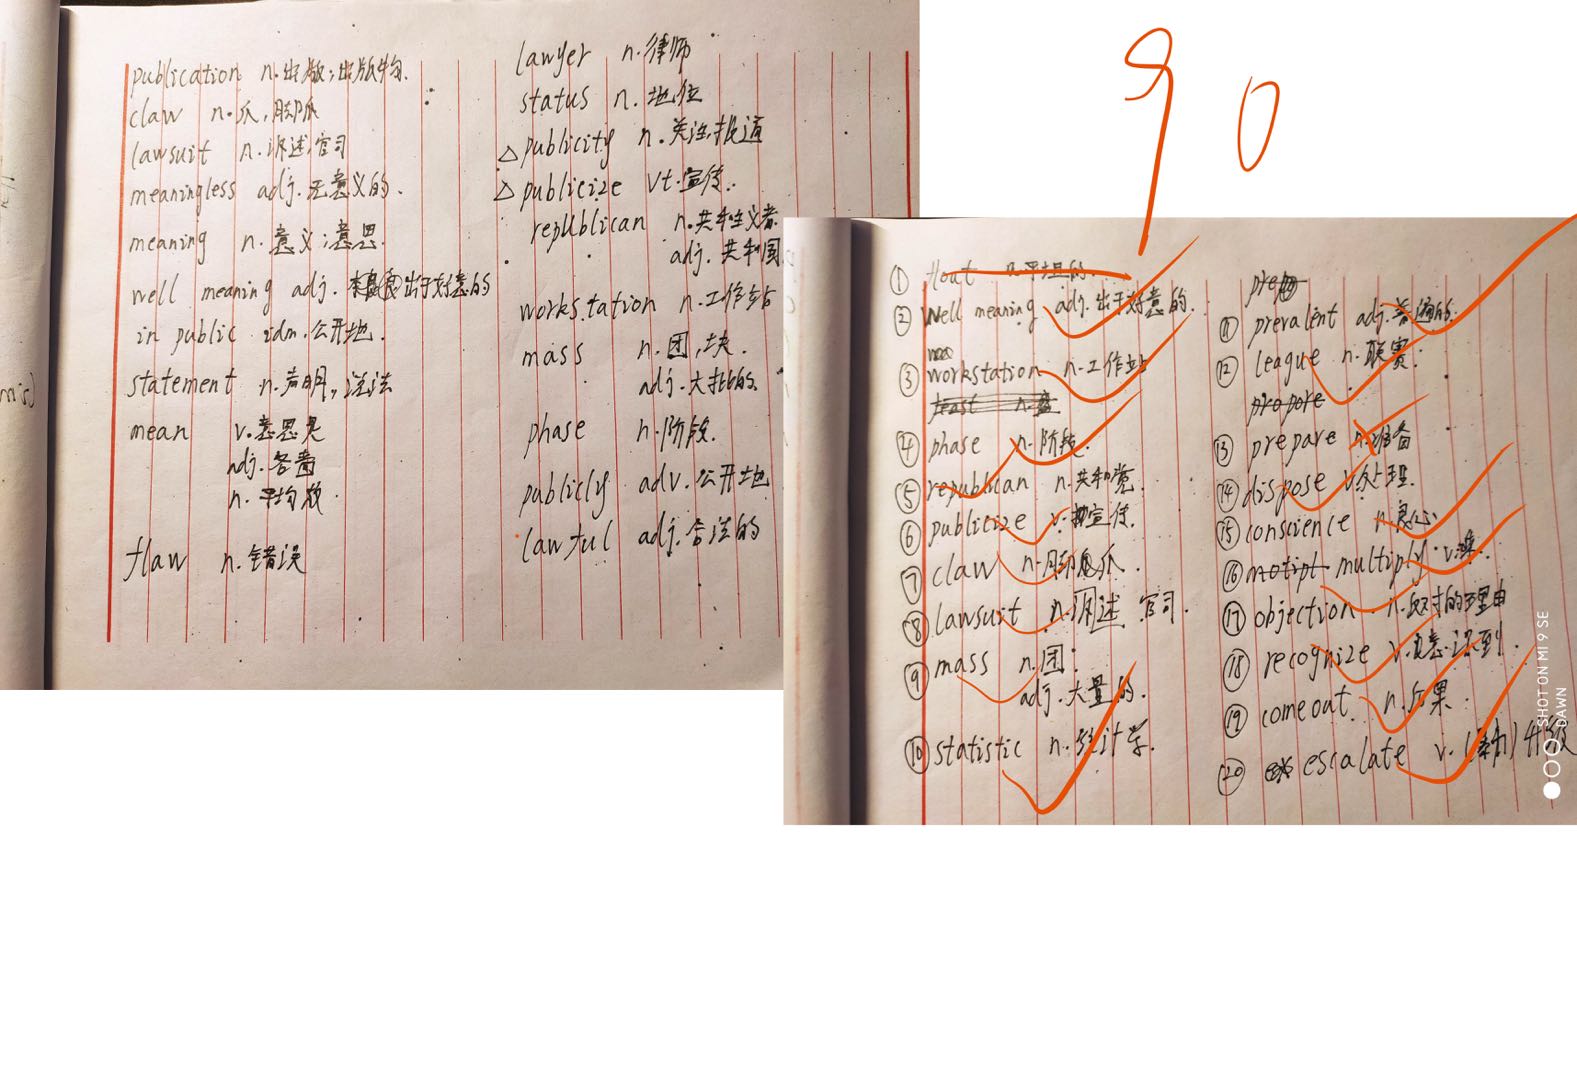 publication n.出版;出版物.
claw n.爪,脚爪
lawsuit n.诉述,官司
meaningless adj.无意义的.
meaning n.意义;意思.
well meaning adj. 出于好意的
in public idm.公开地.
statement n.声明,说法
mean v.意思是
adj.吝啬
n.平均数.
flaw n.错误
lawyer n.律师
status n.地位
△publicity n.关注,报道
△publicize vt.宣传.
republican n.共和主义者.
adj.共和国
workstation n.工作站
mass n.团,块.
adj.大批的.
phase n.阶段.
publicly adv.公开地
lawful adj.合法的
90
① flout n.平坦的.
② well meaning adj.出于好意的.
③ workstation n.工作站
④ phase n.阶段.
⑤ republican n.共和党.
⑥ publicize v.宣传.
⑦ claw n.脚爪.
⑧ lawsuit n.诉述 官司.
⑨ mass n.团:
adj.大量的.
⑩ statistic n.统计学.
⑪ prevalent adj.普遍的.
⑫ league n.联赛:
propore
⑬ prepare n.准备
⑭ dispose v.处理.
⑮ conscience n.良心
⑯ motipt multiply v.乘.
⑰ objection n.反对的理由
⑱ recognize v.意识到.
⑲ comeout n.后果.
⑳ escalate v. 升级
SHOT ON MI 9 SE
DAWN